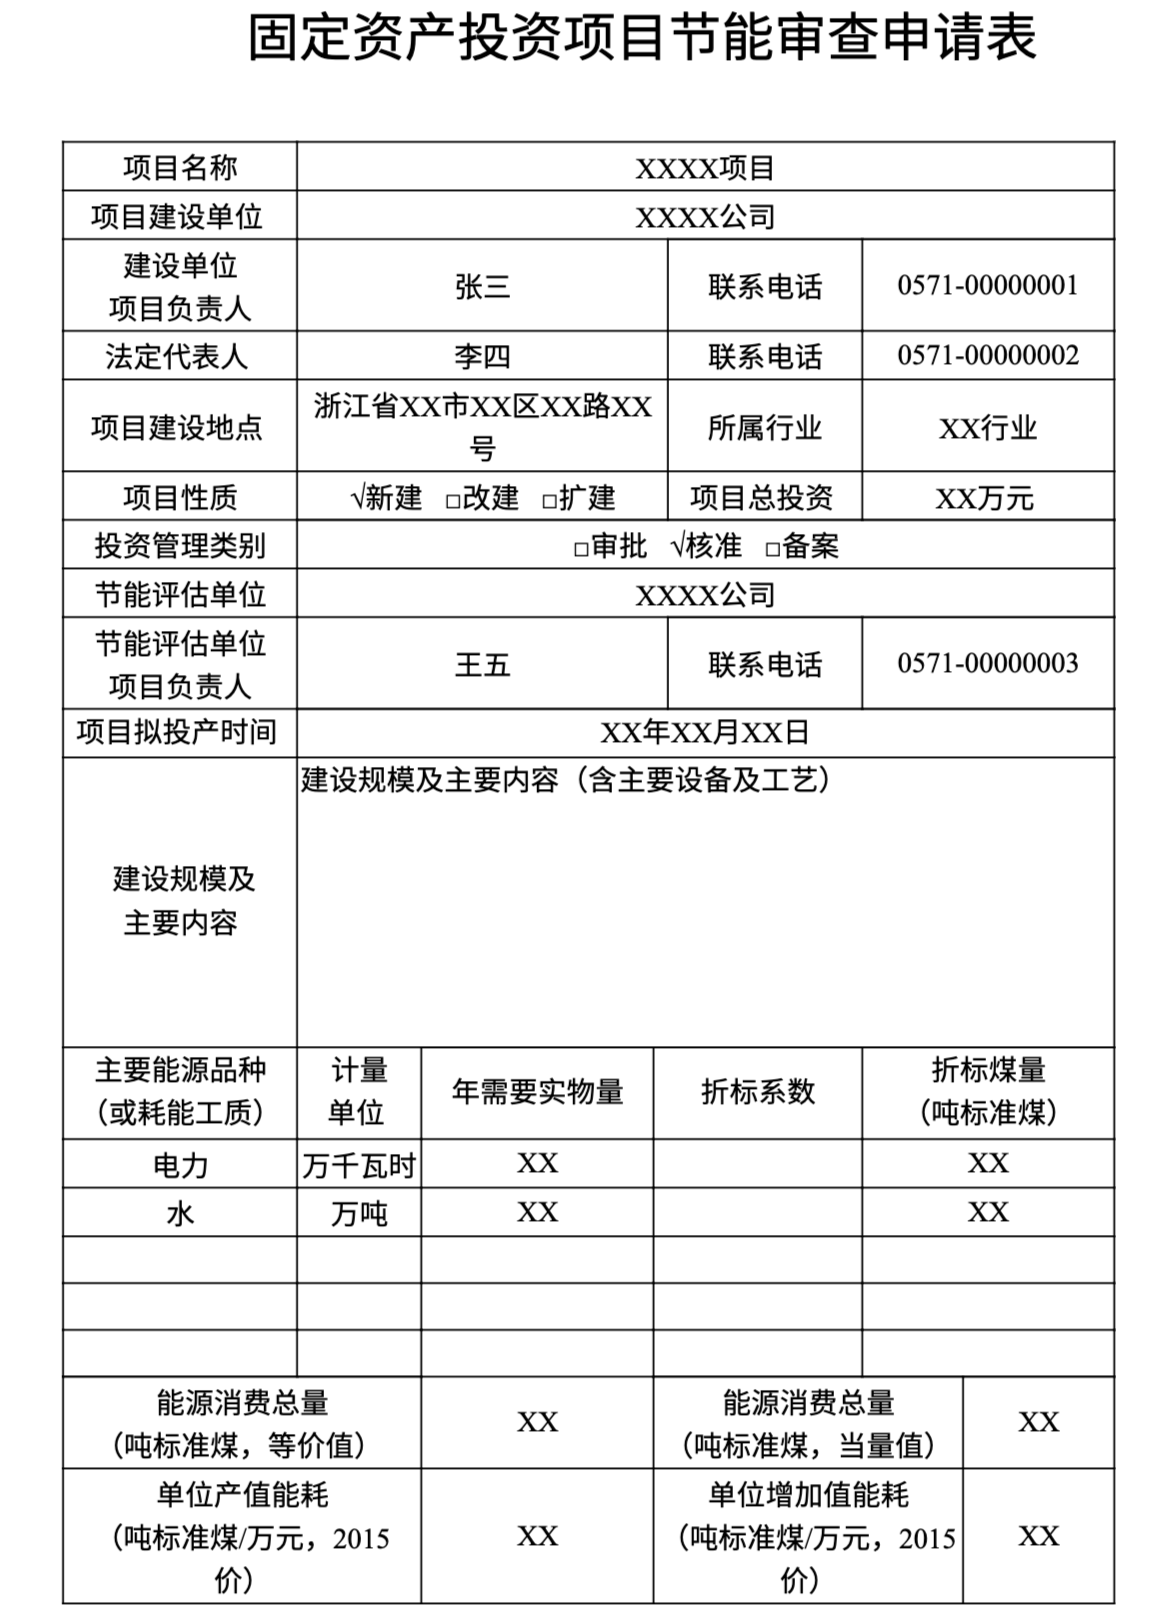 固定资产投资项目节能审查申请表
项目名称 XXXX项目
项目建设单位 XXXX公司
建设单位
项目负责人 张三 联系电话 0571-00000001
法定代表人 李四 联系电话 0571-00000002
项目建设地点 浙江省XX市XX区XX路XX
号 所属行业 XX行业
项目性质 √新建 □改建 □扩建 项目总投资 XX万元
投资管理类别 □审批 √核准 □备案
节能评估单位 XXXX公司
节能评估单位
项目负责人 王五 联系电话 0571-00000003
项目拟投产时间 XX年XX月XX日
建设规模及主要内容（含主要设备及工艺）
建设规模及
主要内容
主要能源品种
（或耗能工质） 计量
单位 年需要实物量 折标系数 折标煤量
（吨标准煤）
电力 万千瓦时 XX XX
水 万吨 XX XX
能源消费总量
（吨标准煤，等价值） XX 能源消费总量
（吨标准煤，当量值） XX
单位产值能耗
（吨标准煤/万元，2015
价） XX 单位增加值能耗
（吨标准煤/万元，2015
价） XX